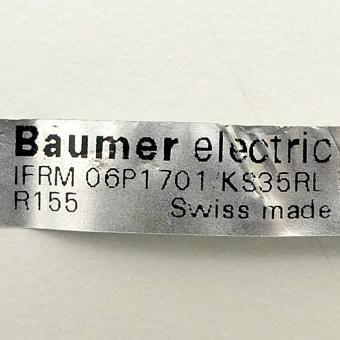 Baumer electric
IFRM 06P1701/KS35RL
R155 Swiss made